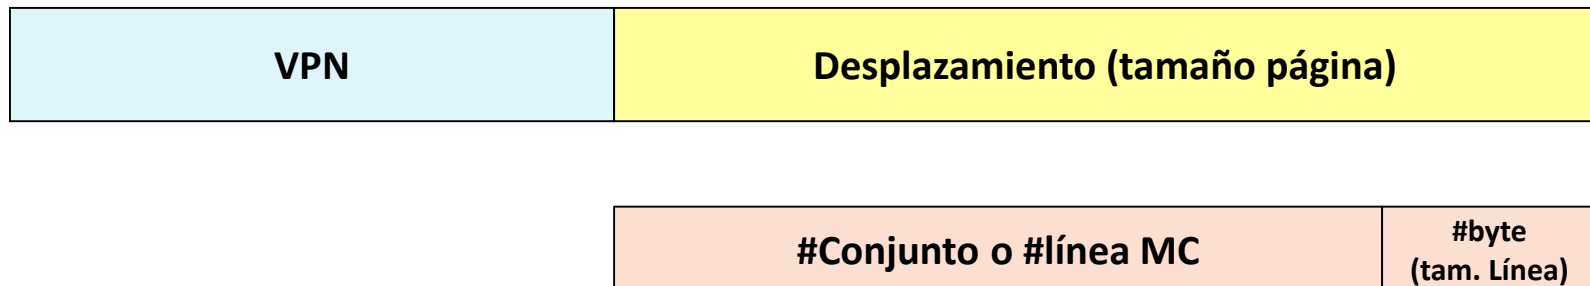 VPN
Desplazamiento (tamaño página)
#Conjunto o #línea MC
#byte
(tam. Línea)